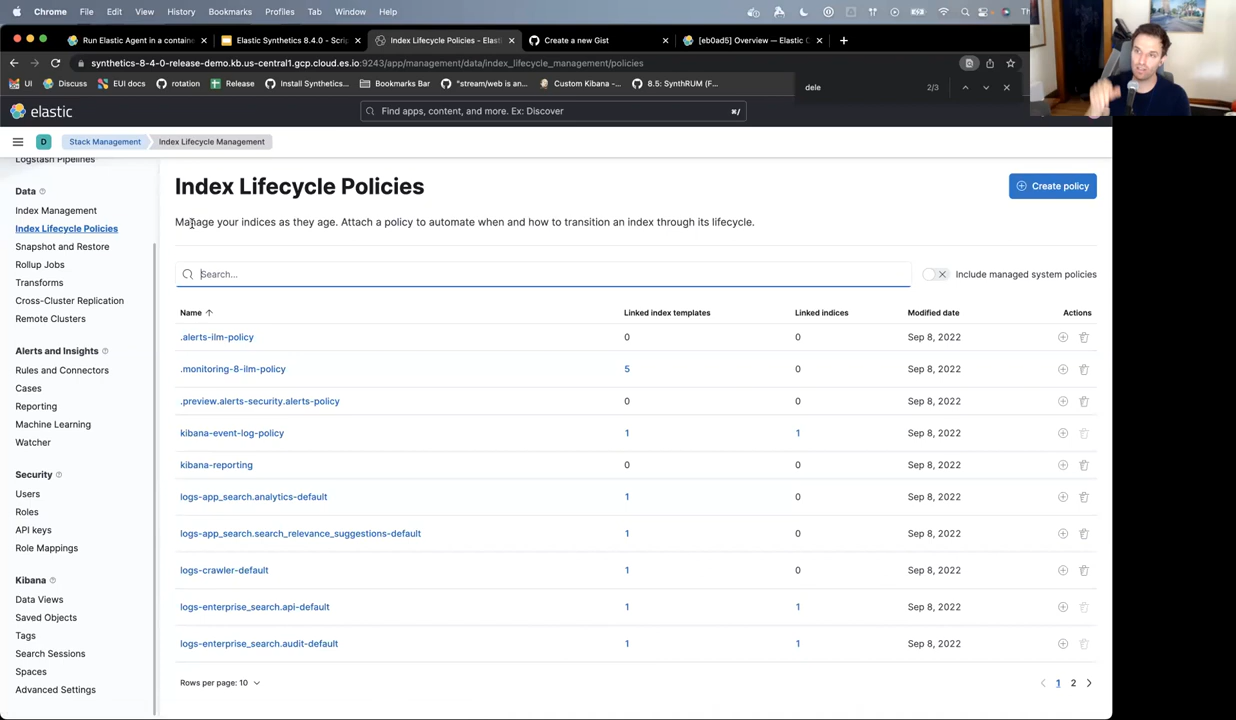 Chrome File Edit View History Bookmarks Profiles Tab Window Help
Run Elastic Agent in a containe
Elastic Synthetics 8.4.0 - Scrip
Index Lifecycle Policies - Elast
Create a new Gist
[eb0ad5] Overview — Elastic C
synthetics-8-4-0-release-demo.kb.us-central1.gcp.cloud.es.io:9243/app/management/data/index_lifecycle_management/policies
UI Discuss EUI docs rotation Release Install Synthetics... Bookmarks Bar "stream/web is an... Custom Kibana -... 8.5: SynthRUM (F...
dele 2/3
elastic
Find apps, content, and more. Ex: Discover ⌘/
D Stack Management Index Lifecycle Management
Logstash Pipelines
Data
Index Management
Index Lifecycle Policies
Snapshot and Restore
Rollup Jobs
Transforms
Cross-Cluster Replication
Remote Clusters
Alerts and Insights
Rules and Connectors
Cases
Reporting
Machine Learning
Watcher
Security
Users
Roles
API keys
Role Mappings
Kibana
Data Views
Saved Objects
Tags
Search Sessions
Spaces
Advanced Settings
Index Lifecycle Policies
Create policy
Manage your indices as they age. Attach a policy to automate when and how to transition an index through its lifecycle.
Search...
Include managed system policies
Name Linked index templates Linked indices Modified date Actions
.alerts-ilm-policy 0 0 Sep 8, 2022
.monitoring-8-ilm-policy 5 0 Sep 8, 2022
.preview.alerts-security.alerts-policy 0 0 Sep 8, 2022
kibana-event-log-policy 1 1 Sep 8, 2022
kibana-reporting 0 0 Sep 8, 2022
logs-app_search.analytics-default 1 0 Sep 8, 2022
logs-app_search.search_relevance_suggestions-default 1 0 Sep 8, 2022
logs-crawler-default 1 0 Sep 8, 2022
logs-enterprise_search.api-default 1 1 Sep 8, 2022
logs-enterprise_search.audit-default 1 1 Sep 8, 2022
Rows per page: 10
1 2